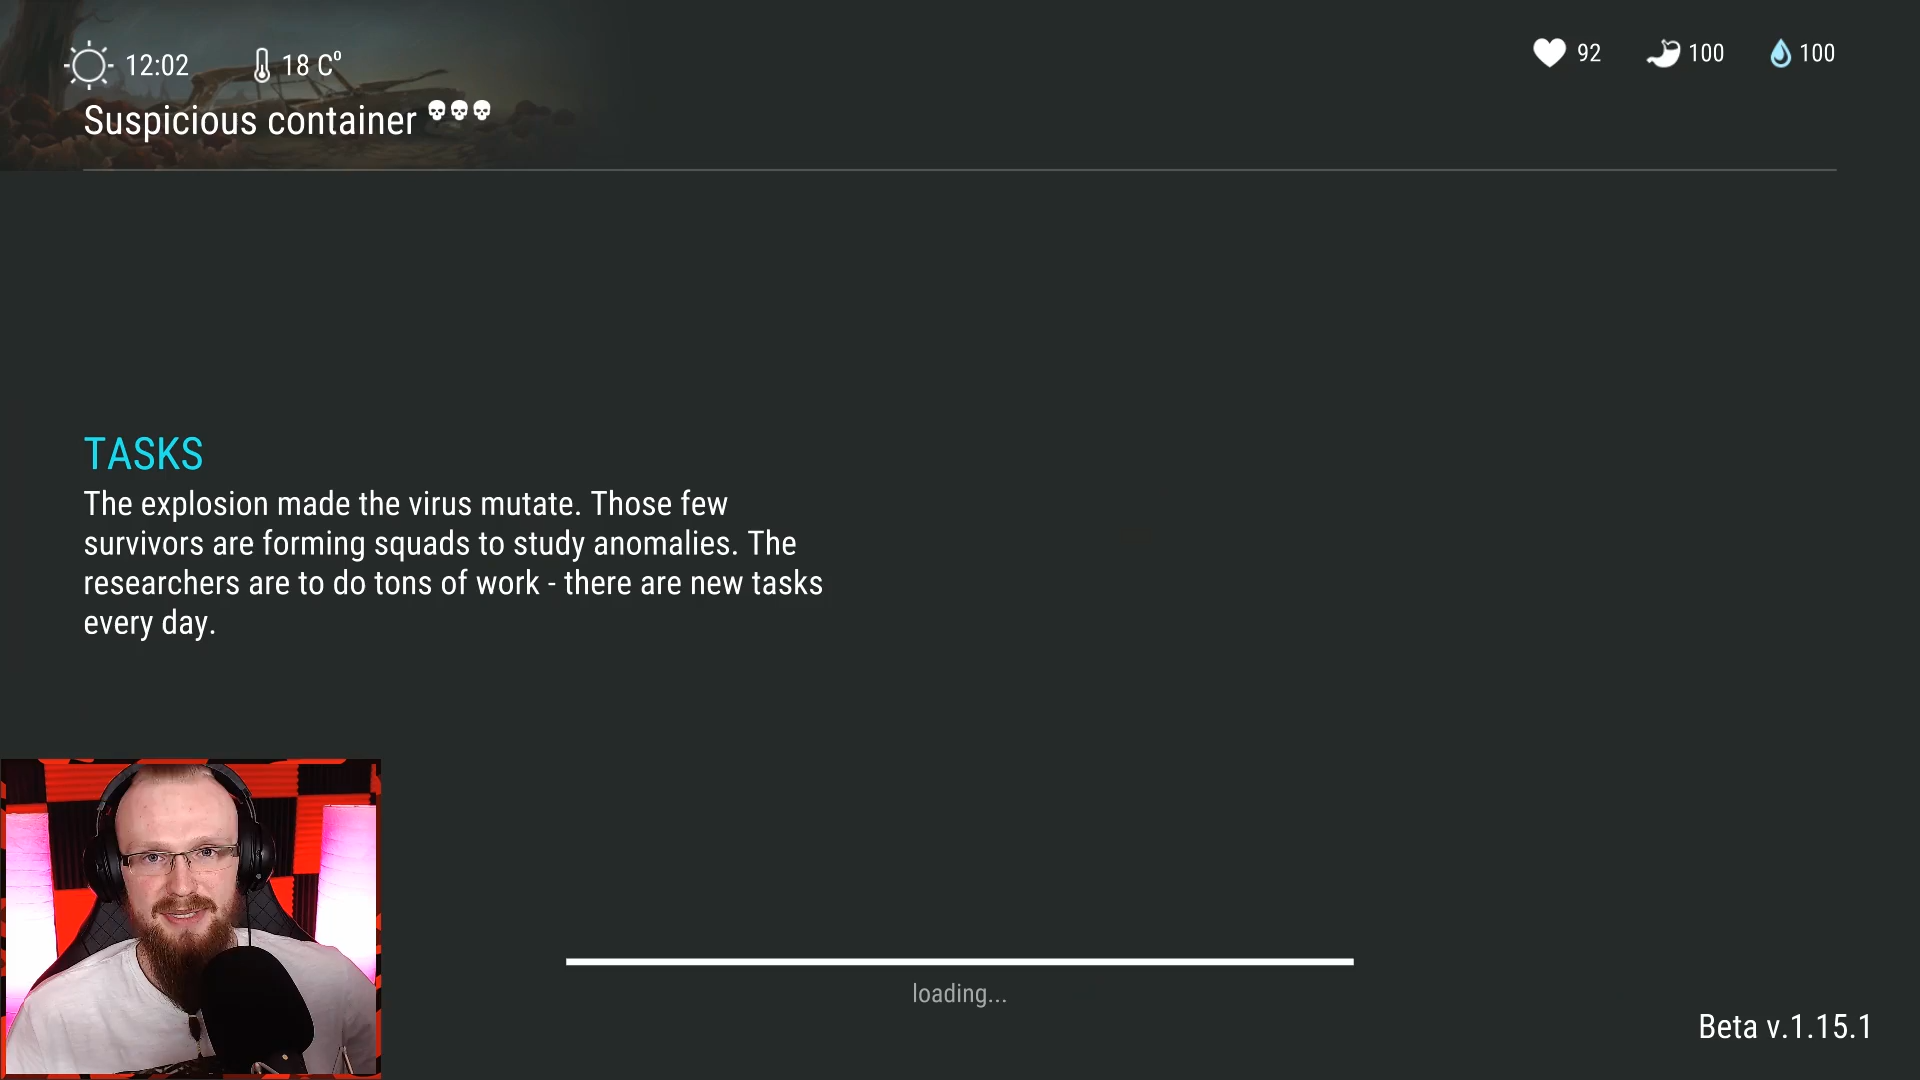 12:02
18 C⁰
92
100
100
Suspicious container
TASKS
The explosion made the virus mutate. Those few
survivors are forming squads to study anomalies. The
researchers are to do tons of work - there are new tasks
every day.
loading...
Beta v.1.15.1